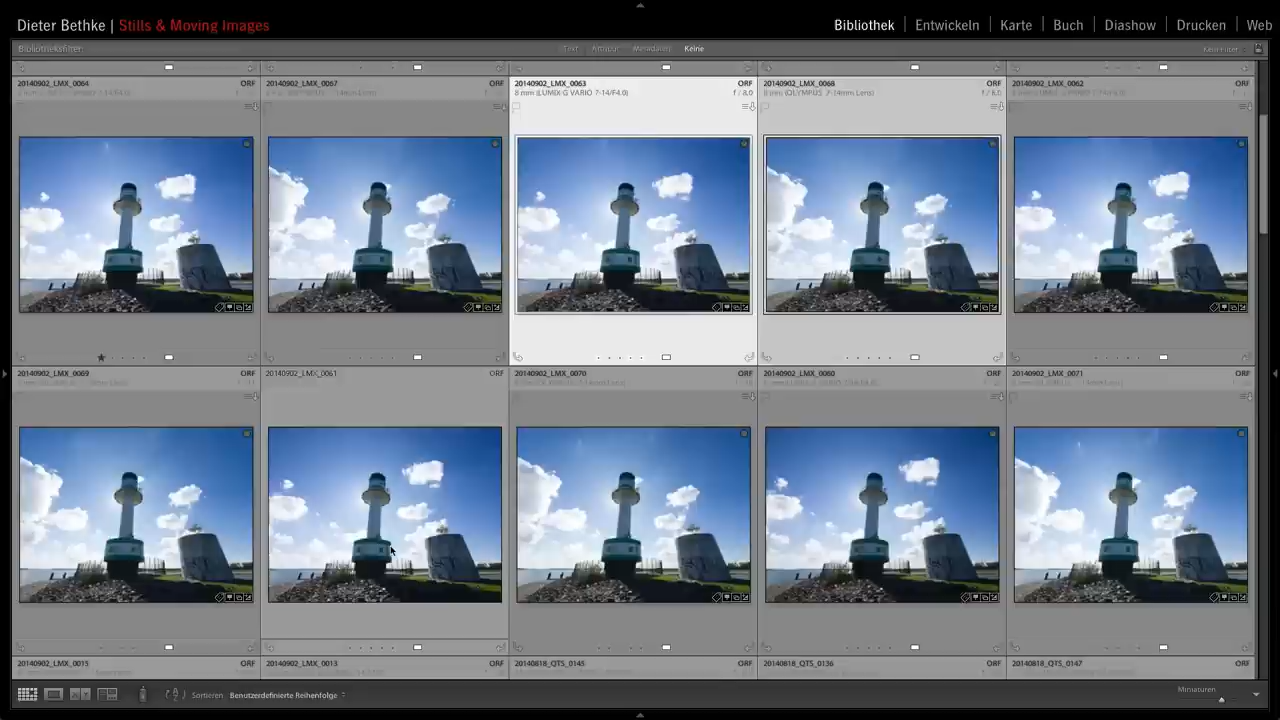 Dieter Bethke | Stills & Moving Images
Bibliothek | Entwickeln | Karte | Buch | Diashow | Drucken | Web
Bibliotheksfilter: Text Attribut Metadaten Keine Kein Filter
20140902_LMX_0064 ORF
20140902_LMX_0067 ORF
20140902_LMX_0063 ORF
8 mm (LUMIX G VARIO 7-14/F4.0) f / 8,0
20140902_LMX_0068 ORF
8 mm (OLYMPUS 7-14mm Lens) f / 8,0
20140902_LMX_0062 ORF
20140902_LMX_0069 ORF
20140902_LMX_0061 ORF
20140902_LMX_0070 ORF
20140902_LMX_0060 ORF
20140902_LMX_0071 ORF
20140902_LMX_0015 ORF
20140902_LMX_0013 ORF
20140818_QTS_0145 ORF
20140818_QTS_0136 ORF
20140818_QTS_0147 ORF
Sortieren Benutzerdefinierte Reihenfolge
Miniaturen